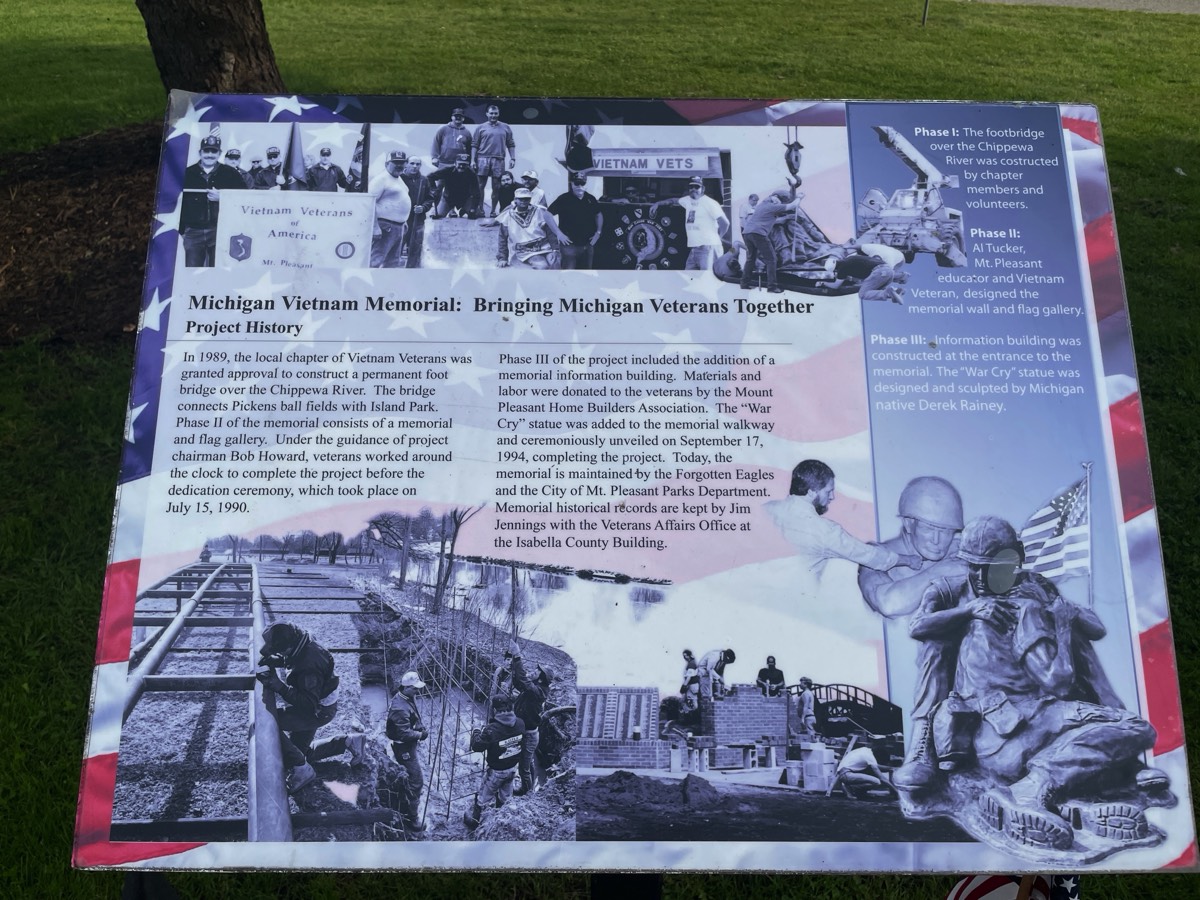 Vietnam Veterans
of
America
Mt. Pleasant
VIETNAM VETS
Michigan Vietnam Memorial: Bringing Michigan Veterans Together
Project History
In 1989, the local chapter of Vietnam Veterans was
granted approval to construct a permanent foot
bridge over the Chippewa River. The bridge
connects Pickens ball fields with Island Park.
Phase II of the memorial consists of a memorial
and flag gallery. Under the guidance of project
chairman Bob Howard, veterans worked around
the clock to complete the project before the
dedication ceremony, which took place on
July 15, 1990.
Phase III of the project included the addition of a
memorial information building. Materials and
labor were donated to the veterans by the Mount
Pleasant Home Builders Association. The “War
Cry” statue was added to the memorial walkway
and ceremoniously unveiled on September 17,
1994, completing the project. Today, the
memorial is maintained by the Forgotten Eagles
and the City of Mt. Pleasant Parks Department.
Memorial historical records are kept by Jim
Jennings with the Veterans Affairs Office at
the Isabella County Building.
Phase I: The footbridge
over the Chippewa
River was costructed
by chapter
members and
volunteers.
Phase II:
Al Tucker,
Mt. Pleasant
educator and Vietnam
Veteran, designed the
memorial wall and flag gallery.
Phase III: Information building was
constructed at the entrance to the
memorial. The “War Cry” statue was
designed and sculpted by Michigan
native Derek Rainey.